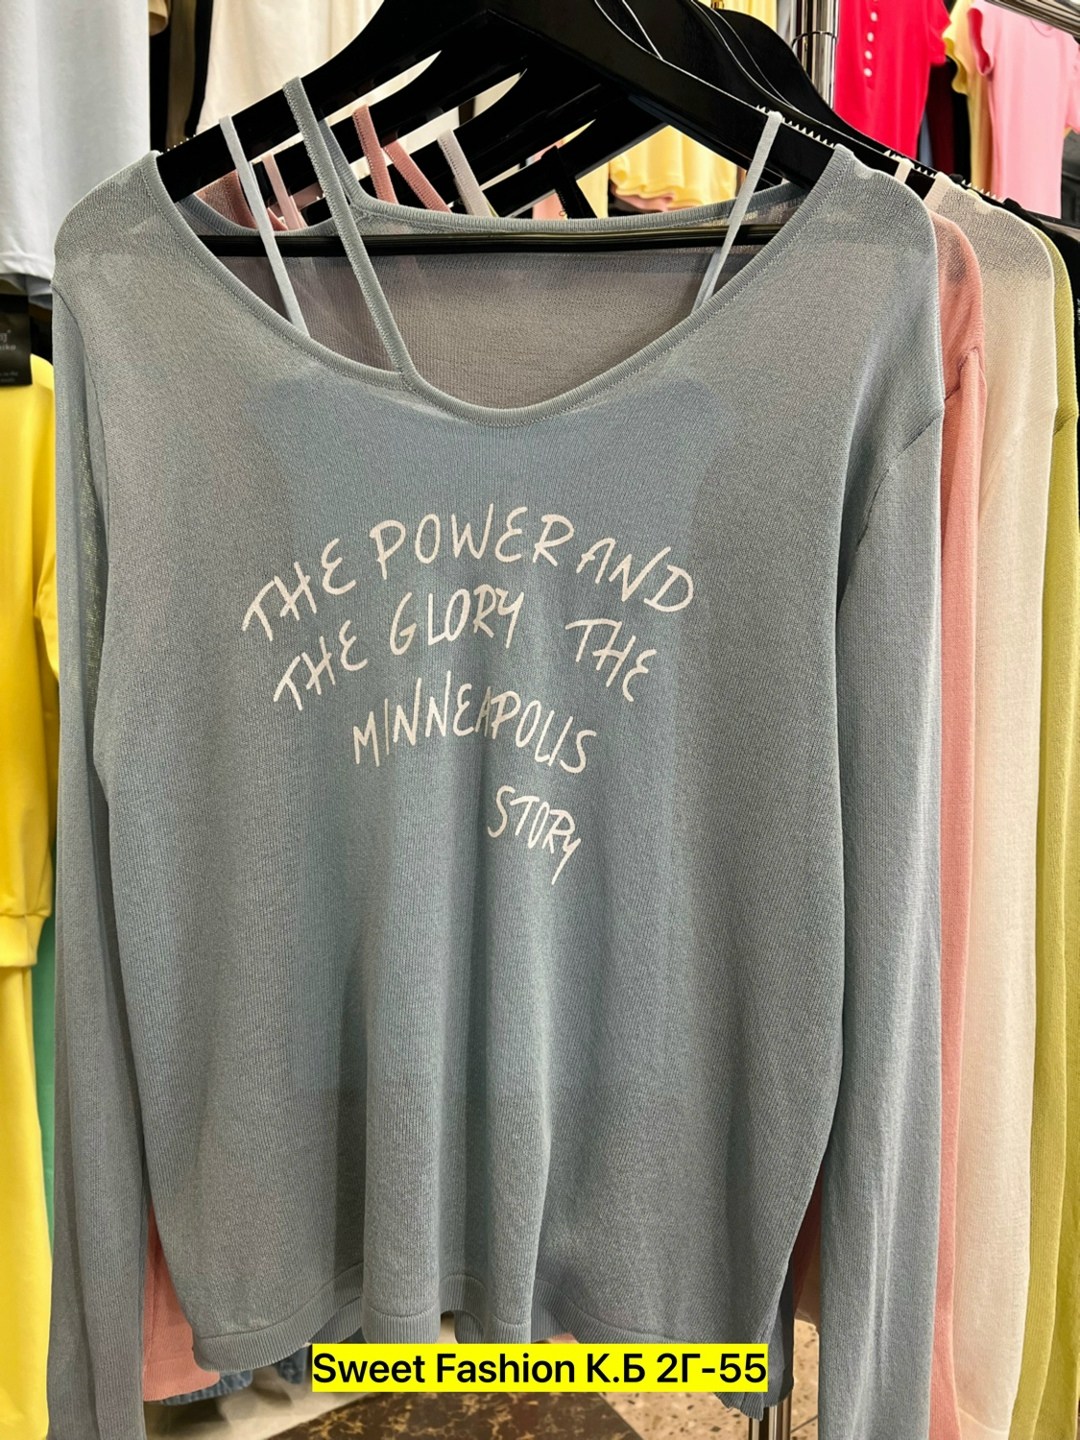 THE POWER AND
THE GLORY THE
MINNEAPOLIS
STORY
Sweet Fashion К.Б 2Г-55